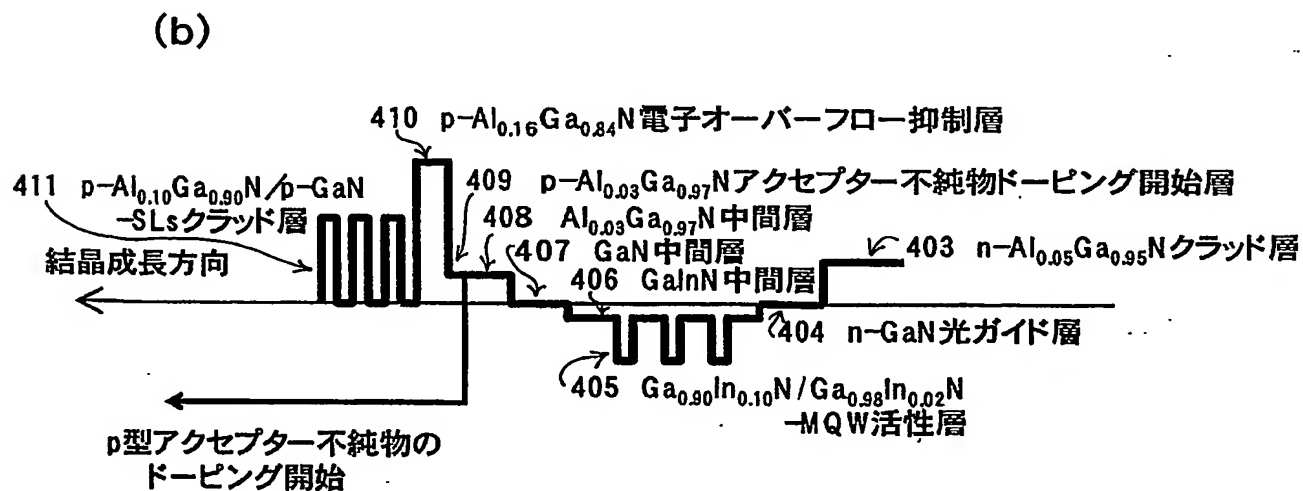 (b)
410 p-Al0.16Ga0.84N電子オーバーフロー抑制層
411 p-Al0.10Ga0.90N/p-GaN
-SLsクラッド層
409 p-Al0.03Ga0.97Nアクセプター不純物ドーピング開始層
408 Al0.03Ga0.97N中間層
407 GaN中間層
406 GaInN中間層
403 n-Al0.05Ga0.95Nクラッド層
結晶成長方向
404 n-GaN光ガイド層
405 Ga0.90In0.10N/Ga0.98In0.02N
-MQW活性層
p型アクセプター不純物の
ドーピング開始